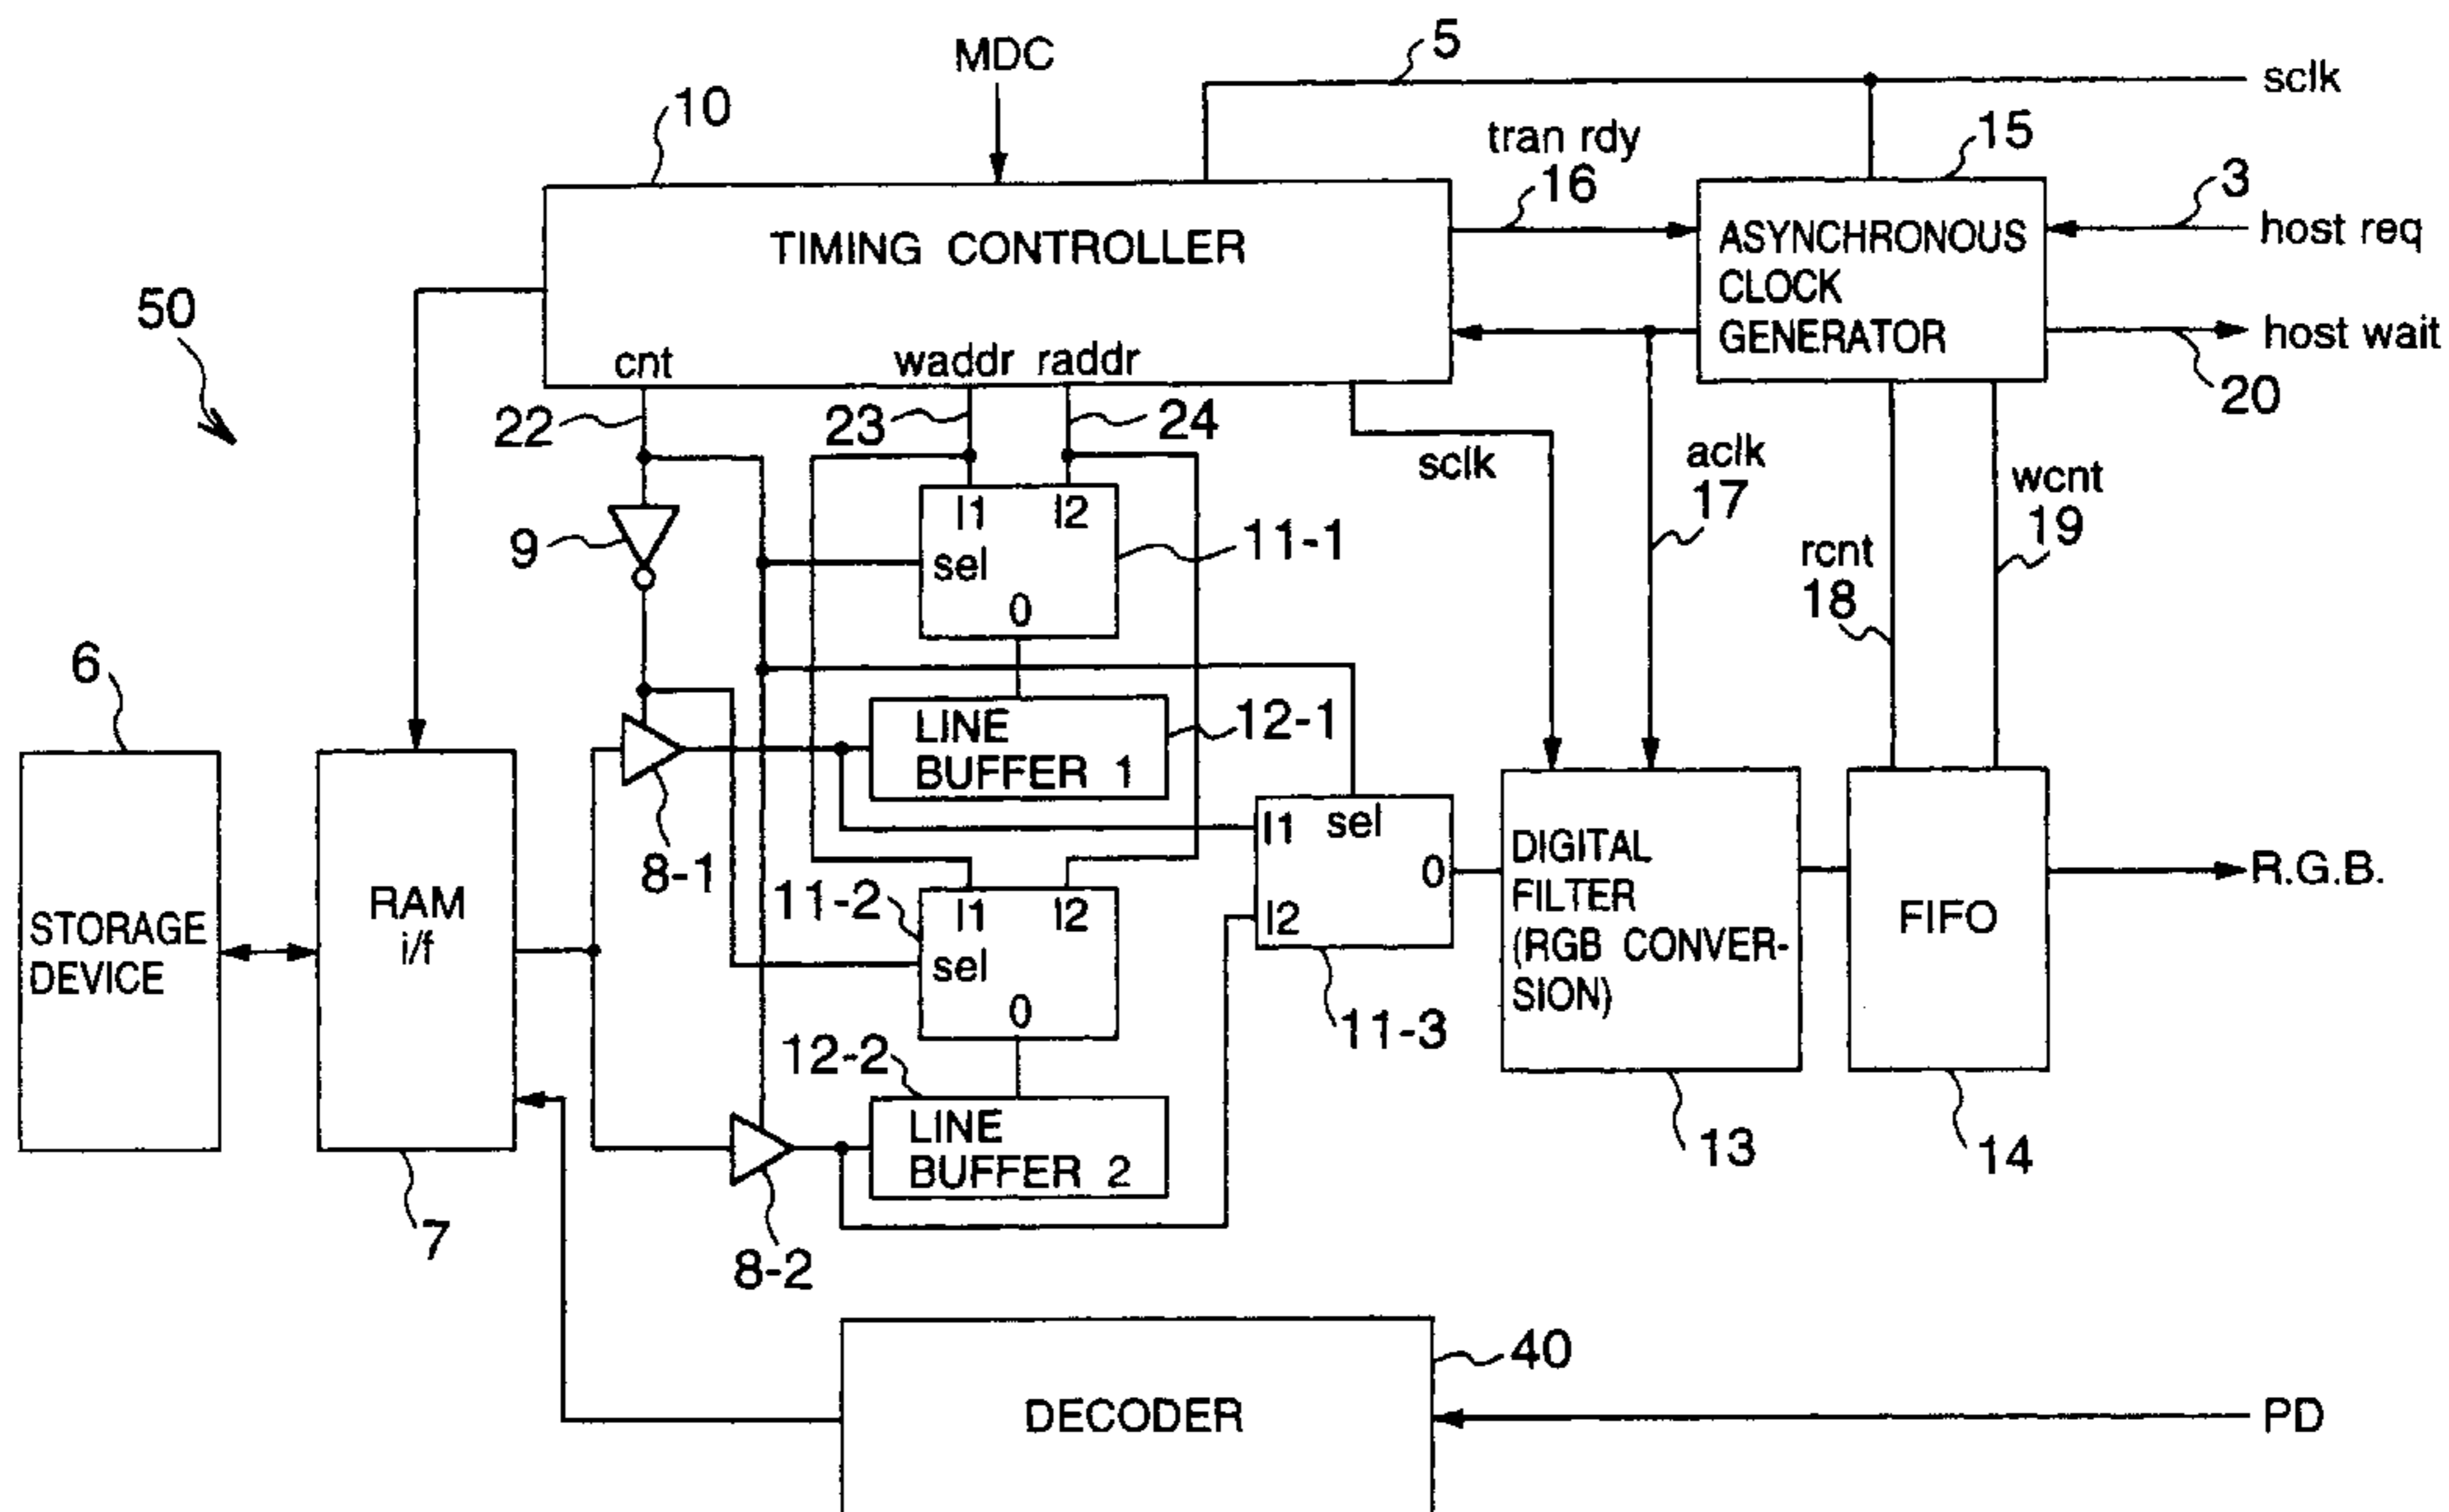 MDC
5
sclk
10
tran rdy
16
15
3
host req
TIMING CONTROLLER
ASYNCHRONOUS
CLOCK
GENERATOR
host wait
20
50
cnt
waddr
raddr
22
23
24
sclk
aclk
17
wcnt
19
rcnt
18
9
I1
I2
sel
0
11-1
6
LINE
BUFFER 1
12-1
8-1
I1
sel
I2
0
11-3
STORAGE
DEVICE
RAM
i/f
7
11-2
I1
I2
sel
0
12-2
LINE
BUFFER 2
8-2
DIGITAL
FILTER
(RGB CONVER-
SION)
13
FIFO
14
R.G.B.
DECODER
40
PD